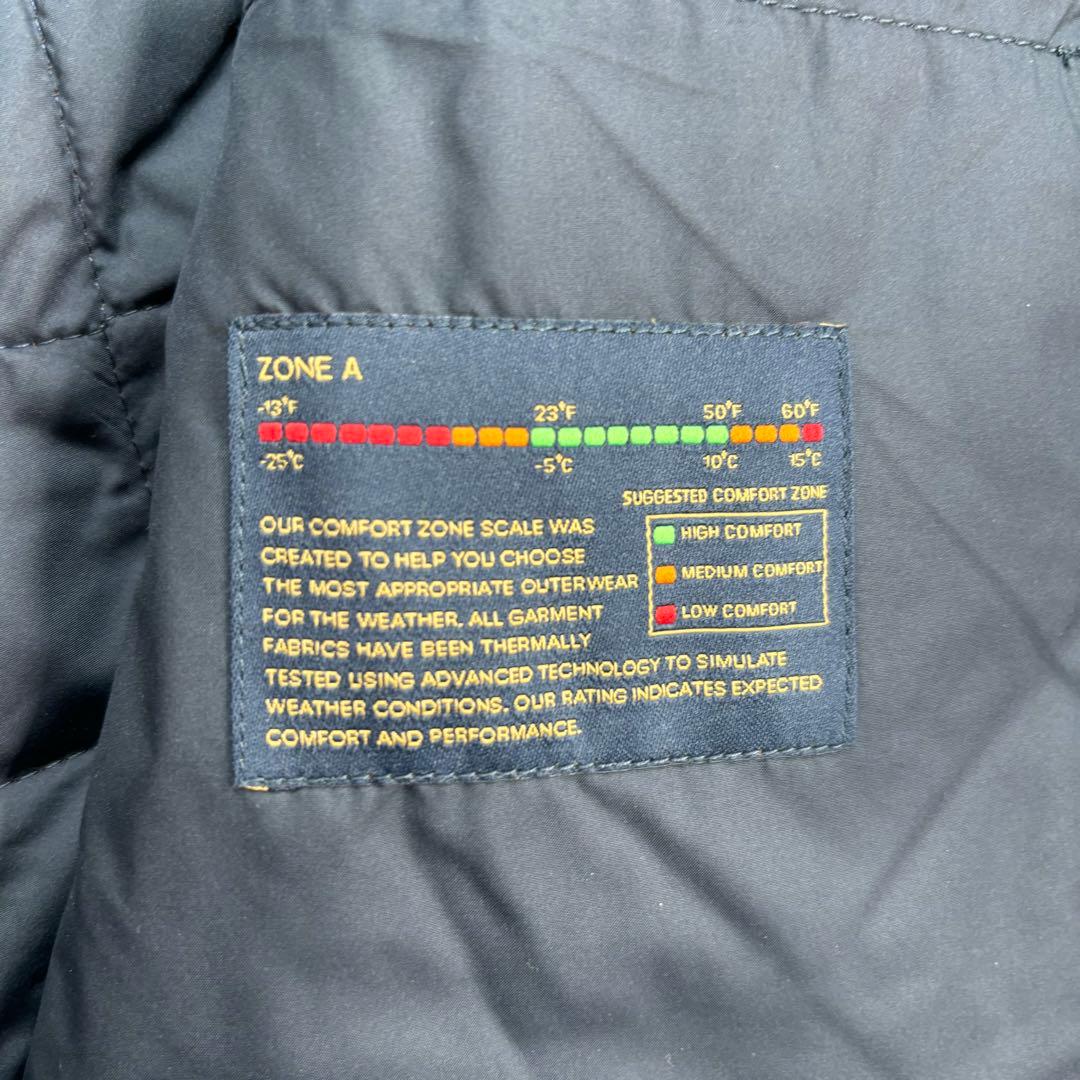 ZONE A
-13°F 23°F 50°F 60°F
-25°C -5°C 10°C 15°C
SUGGESTED COMFORT ZONE
HIGH COMFORT
MEDIUM COMFORT
LOW COMFORT
OUR COMFORT ZONE SCALE WAS
CREATED TO HELP YOU CHOOSE
THE MOST APPROPRIATE OUTERWEAR
FOR THE WEATHER. ALL GARMENT
FABRICS HAVE BEEN THERMALLY
TESTED USING ADVANCED TECHNOLOGY TO SIMULATE
WEATHER CONDITIONS. OUR RATING INDICATES EXPECTED
COMFORT AND PERFORMANCE.